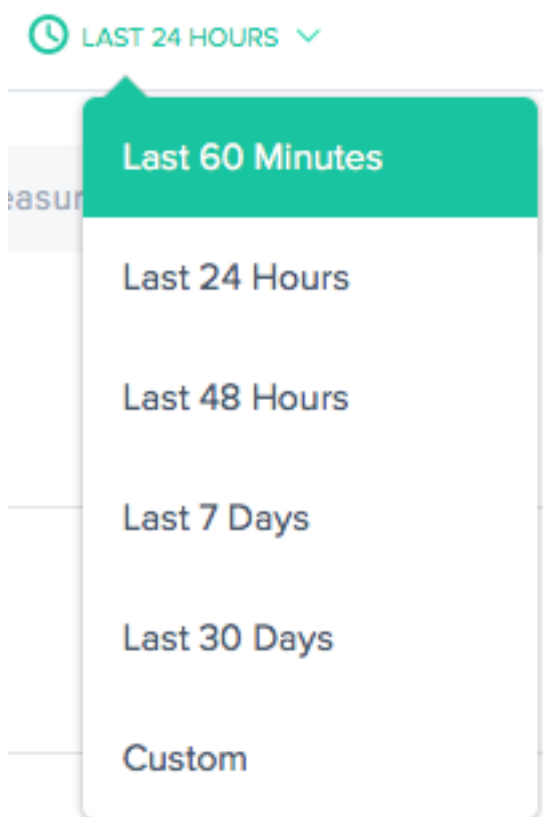 LAST 24 HOURS
Last 60 Minutes
Last 24 Hours
Last 48 Hours
Last 7 Days
Last 30 Days
Custom